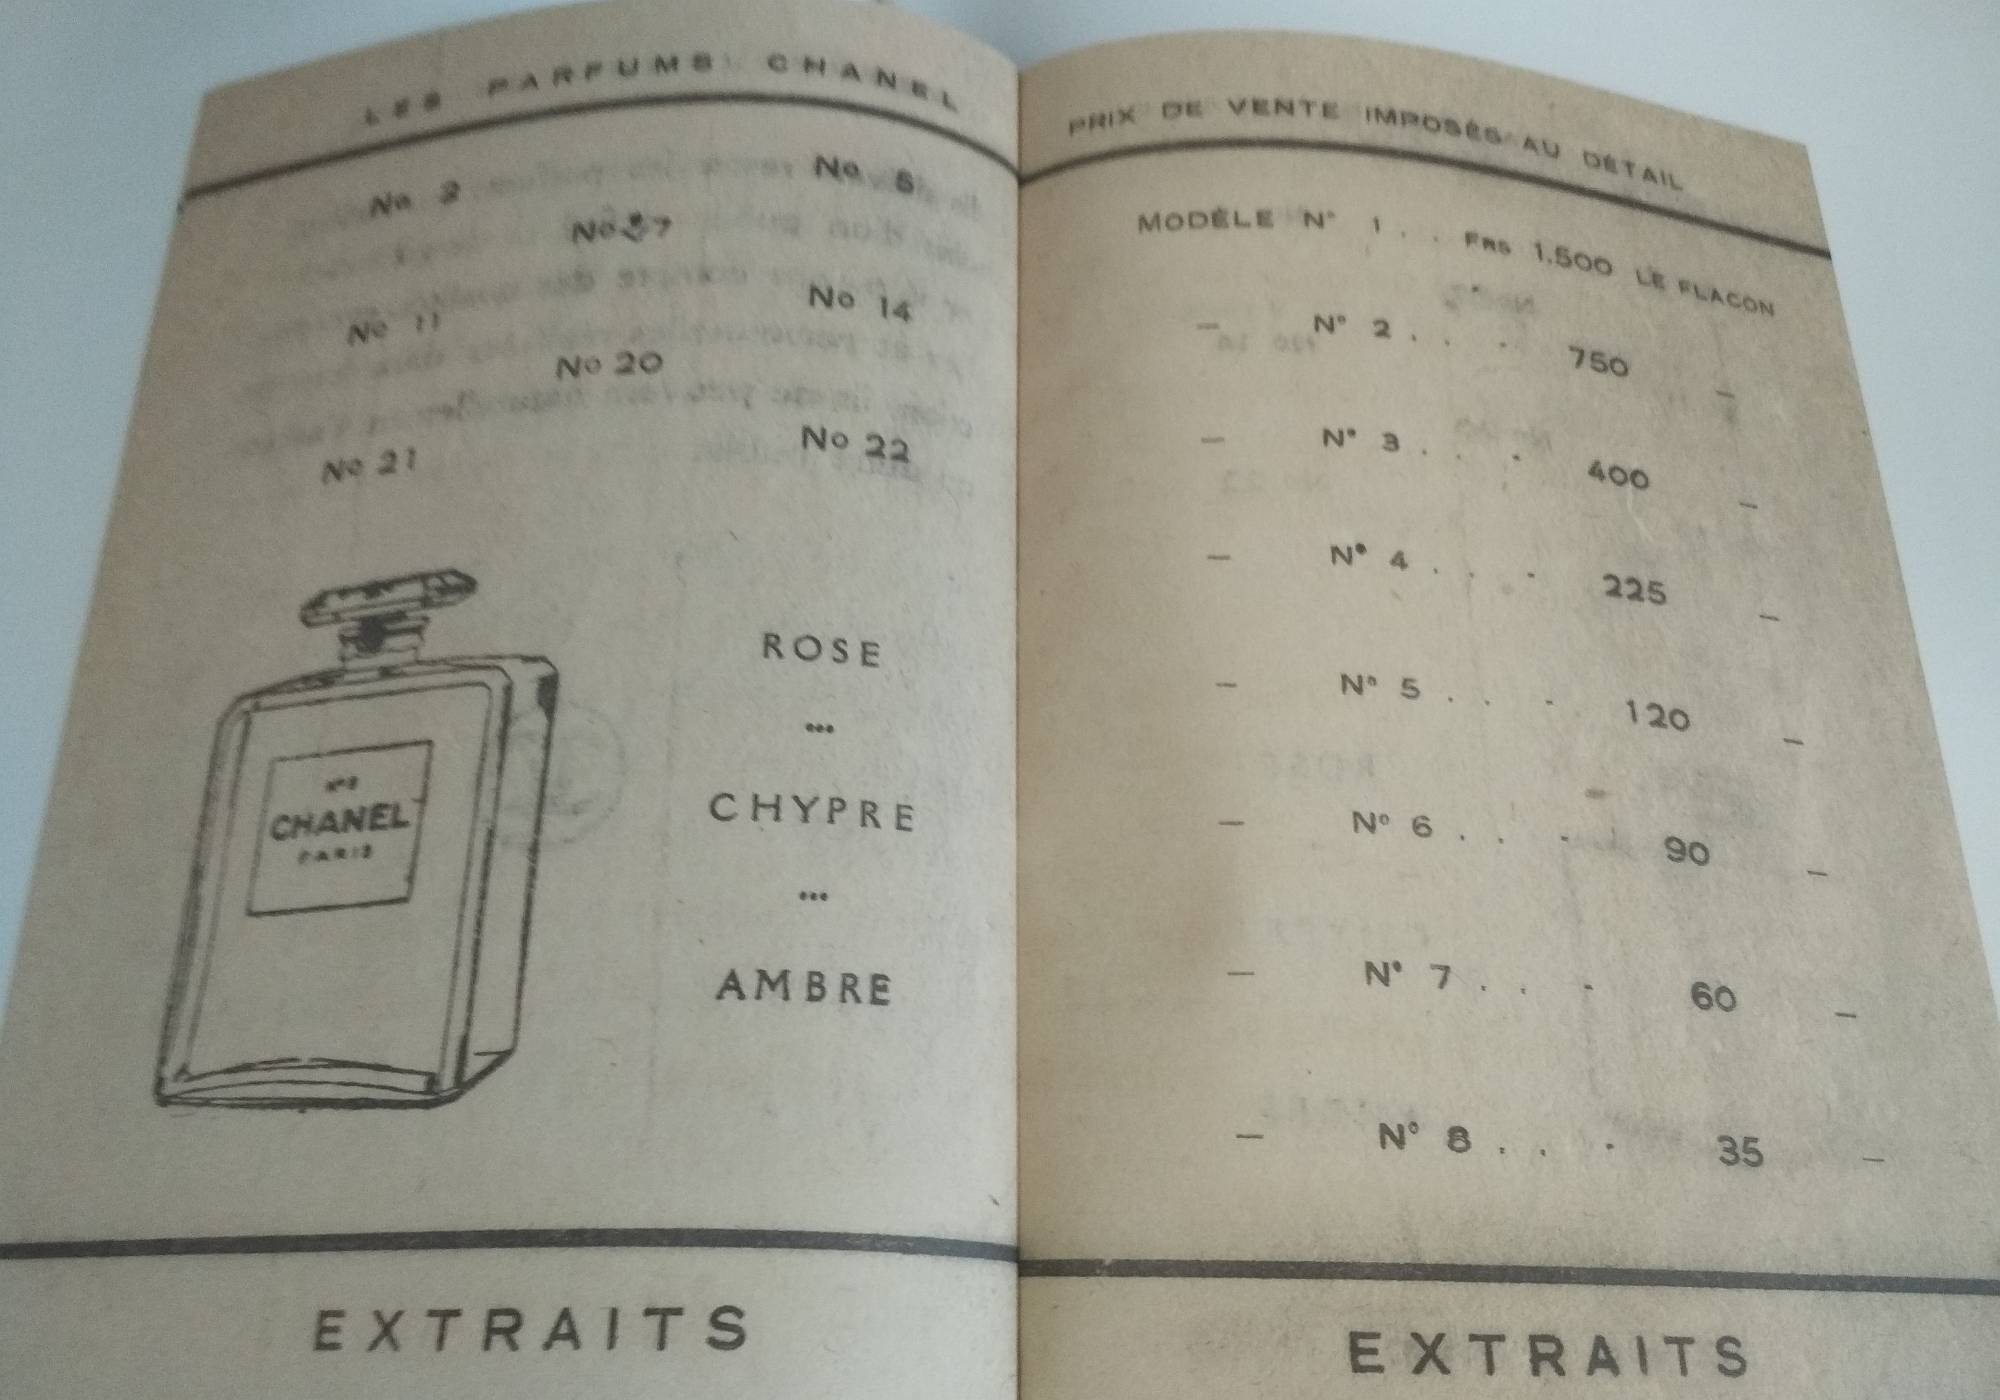 LES PARFUMS CHANEL
No 2
No 5
No 7
No 11
No 14
No 20
No 21
No 22
CHANEL
PARIS
ROSE
...
CHYPRE
...
AMBRE
EXTRAITS
PRIX DE VENTE IMPOSÉS AU DÉTAIL
MODÈLE N° 1 . . FRS 1.500 LE FLACON
— N° 2 . . . 750 —
— N° 3 . . . 400 —
— N° 4 . . . 225 —
— N° 5 . . . 120 —
— N° 6 . . . 90 —
— N° 7 . . . 60 —
— N° 8 . . . 35 —
EXTRAITS